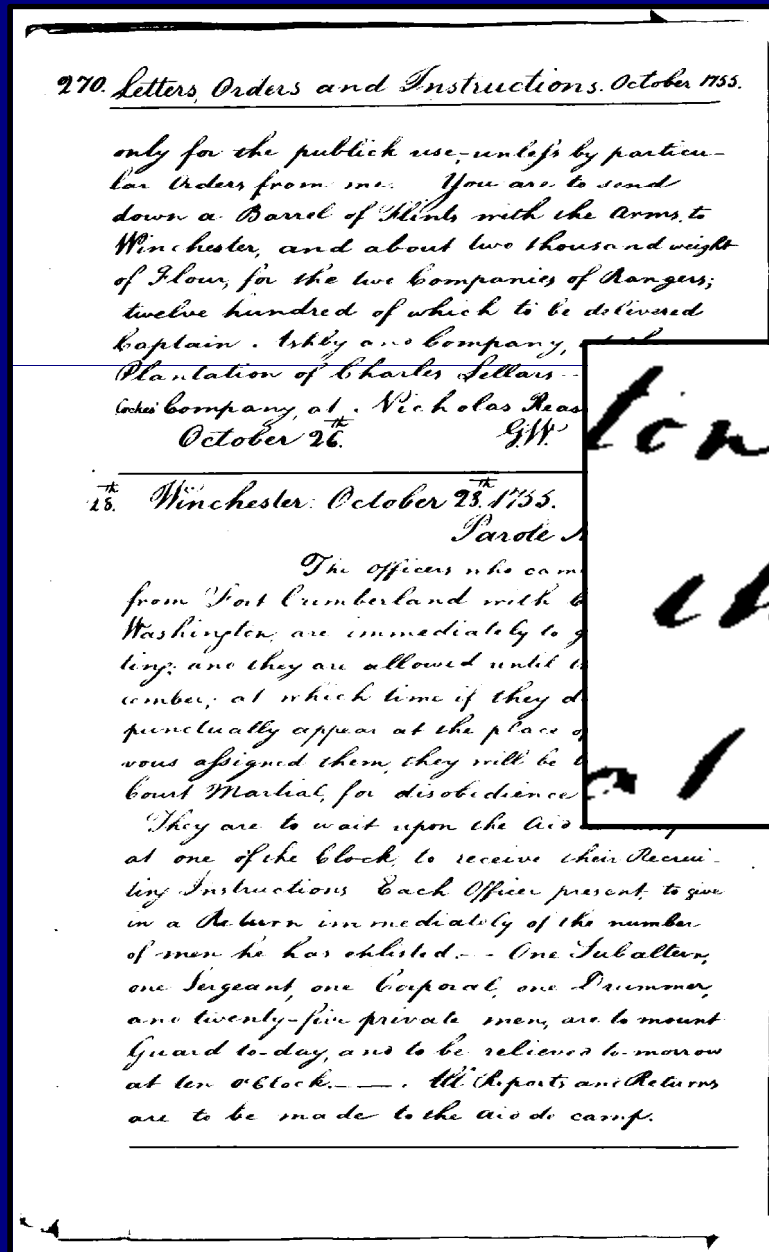 270. Letters, Orders and Instructions. October 1755.
only for the publick use, unless by particu-
lar Orders from me. You are to send
down a Barrel of Flints with the Arms, to
Winchester, and about two thousand weight
of Flour, for the two Companies of Rangers;
twelve hundred of which to be delivered
Captain. Ashby and Company,
Plantation of Charles Sellars --
Cockes Company, at. Nicholas Reas
October 26th. G.W.
28th. Winchester: October 28th. 1755.
Parole
The Officers who came
from Fort Cumberland with
Washington, are immediately to
ting; and they are allowed until
cember; at which time if they
punctually appear at the place
vous assigned them, they will be
Court Martial, for disobedience
They are to wait upon the Aid
at one of the Clock, to receive their Recrui-
ting Instructions. Each Officer present, to give
in a Return immediately of the number
of men he has enlisted. -- One Subaltern,
one Sergeant, one Corporal, one Drummer,
and twenty-five private men, are to mount
Guard to-day, and to be relieved to-morrow
at ten o'Clock. -- . All Reports and Returns
are to be made to the Aid de camp.